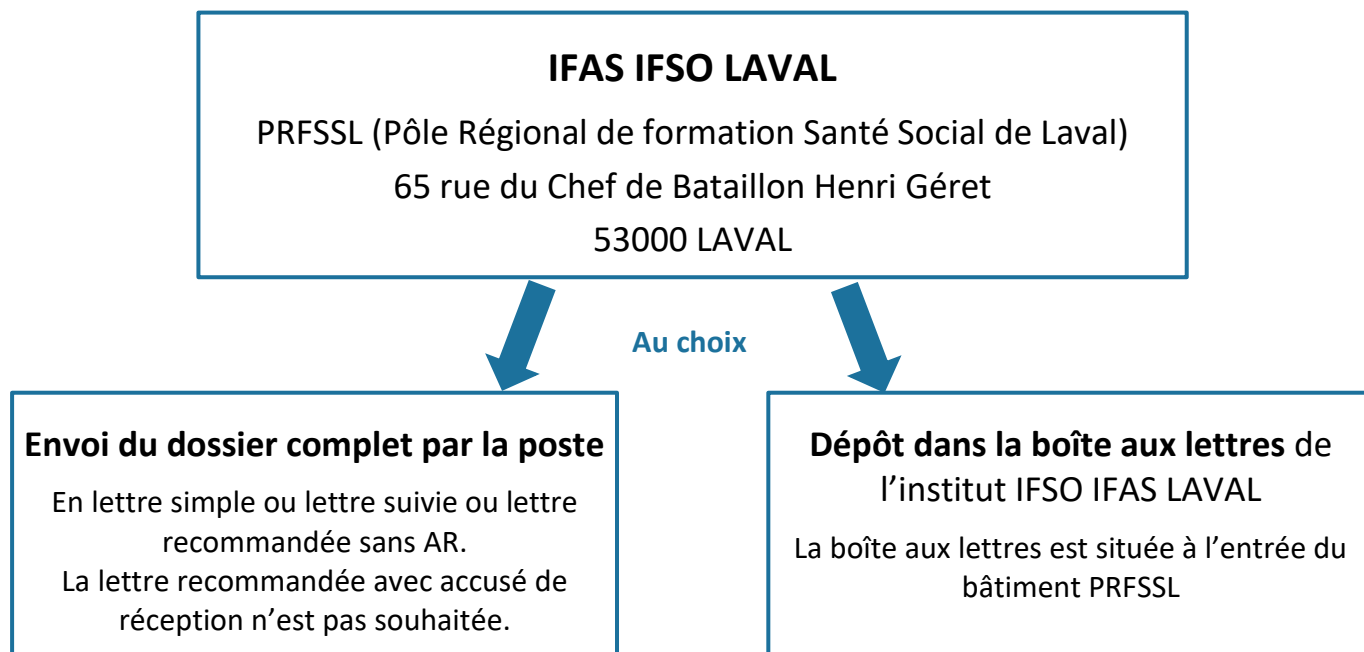 IFAS IFSO LAVAL
PRFSSL (Pôle Régional de formation Santé Social de Laval)
65 rue du Chef de Bataillon Henri Géret
53000 LAVAL
Au choix
Envoi du dossier complet par la poste
En lettre simple ou lettre suivie ou lettre
recommandée sans AR.
La lettre recommandée avec accusé de
réception n’est pas souhaitée.
Dépôt dans la boîte aux lettres de
l’institut IFSO IFAS LAVAL
La boîte aux lettres est située à l’entrée du
bâtiment PRFSSL